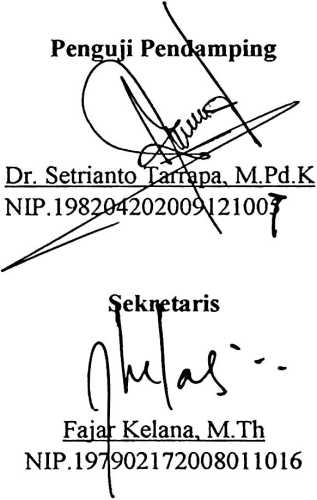 Penguji Pendamping
Dr. Setrianto Tarrapa, M.Pd.K
NIP.198204202009121003
Sekretaris
Fajar Kelana, M.Th
NIP.197902172008011016